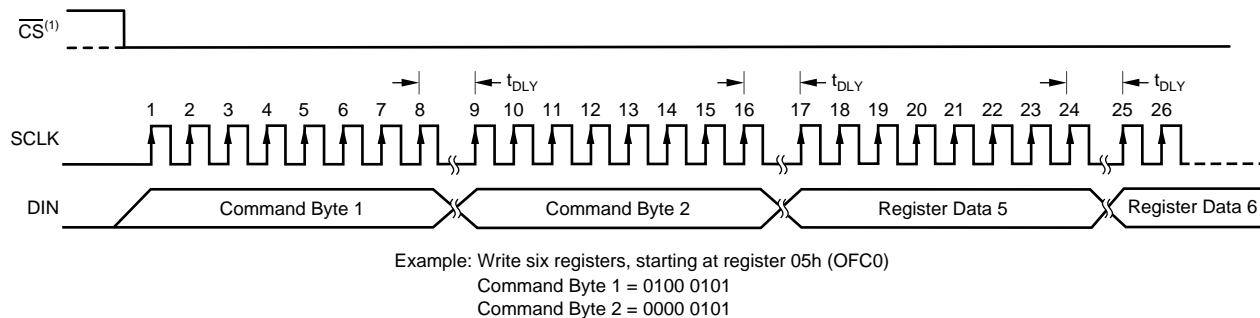 CS(1)
tDLY tDLY tDLY
1 2 3 4 5 6 7 8 9 10 11 12 13 14 15 16 17 18 19 20 21 22 23 24 25 26
SCLK
DIN Command Byte 1 Command Byte 2 Register Data 5 Register Data 6
Example: Write six registers, starting at register 05h (OFC0)
Command Byte 1 = 0100 0101
Command Byte 2 = 0000 0101